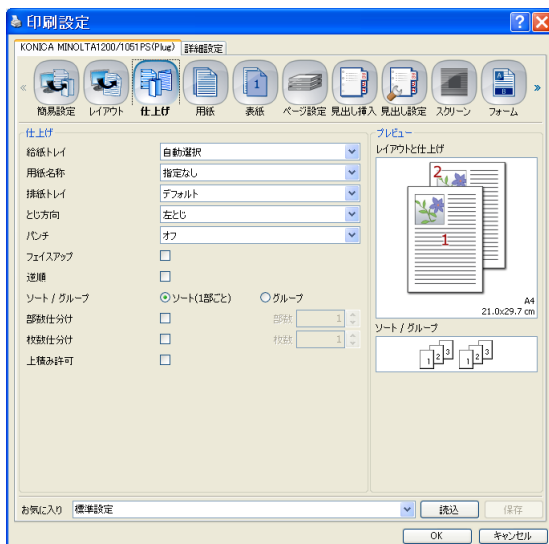 印刷設定
KONICA MINOLTA1200/1051PS(Plug) 詳細設定
簡易設定 レイアウト 仕上げ 用紙 表紙 ページ設定 見出し挿入 見出し設定 スクリーン フォーム
仕上げ
給紙トレイ 自動選択
用紙名称 指定なし
排紙トレイ デフォルト
とじ方向 左とじ
パンチ オフ
フェイスアップ
逆順
ソート / グループ ソート(1部ごと) グループ
部数仕分け 部数 1
枚数仕分け 枚数 1
上積み許可
プレビュー
レイアウトと仕上げ
2
1
A4
21.0x29.7 cm
ソート / グループ
1 2 3 1 2 3
お気に入り 標準設定 読込 保存
OK キャンセル